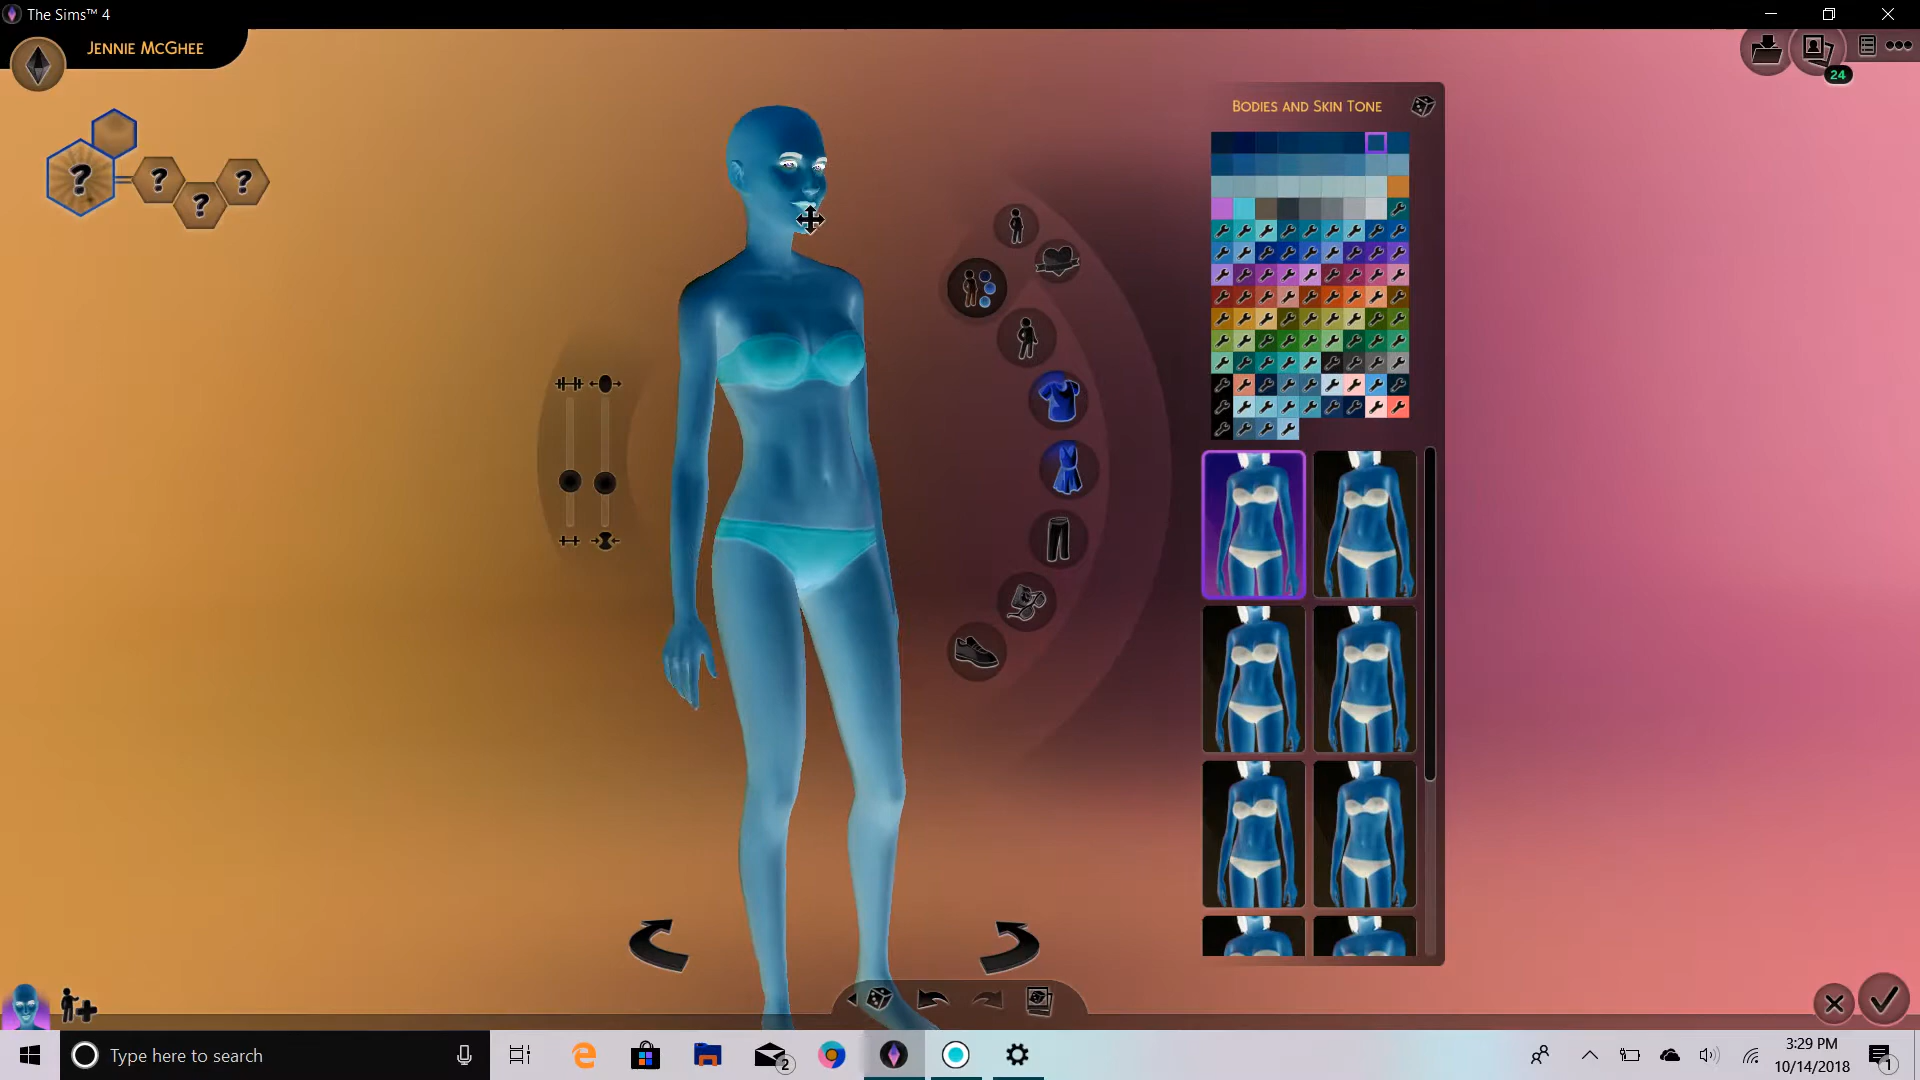 The Sims™ 4
Jennie McGhee
24
Bodies and Skin Tone
?
?
?
?
Type here to search
2
3:29 PM
10/14/2018
1